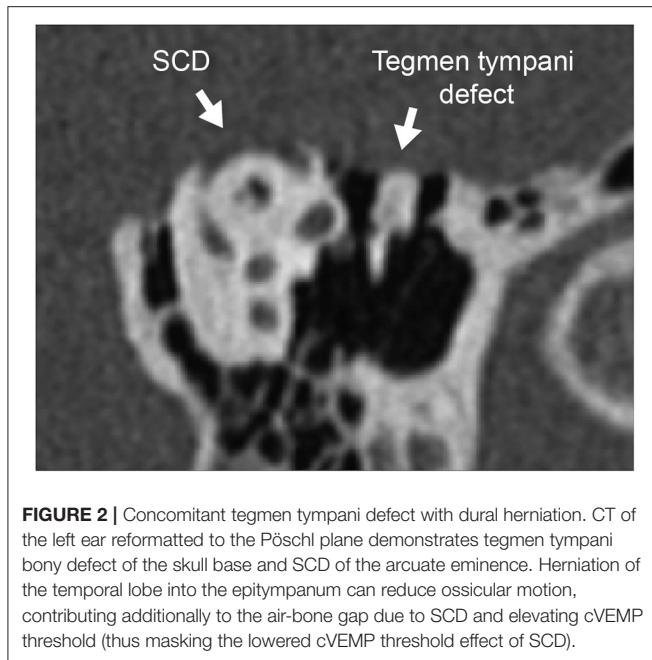 SCD
Tegmen tympani
defect
FIGURE 2 | Concomitant tegmen tympani defect with dural herniation. CT of
the left ear reformatted to the Pöschl plane demonstrates tegmen tympani
bony defect of the skull base and SCD of the arcuate eminence. Herniation of
the temporal lobe into the epitympanum can reduce ossicular motion,
contributing additionally to the air-bone gap due to SCD and elevating cVEMP
threshold (thus masking the lowered cVEMP threshold effect of SCD).